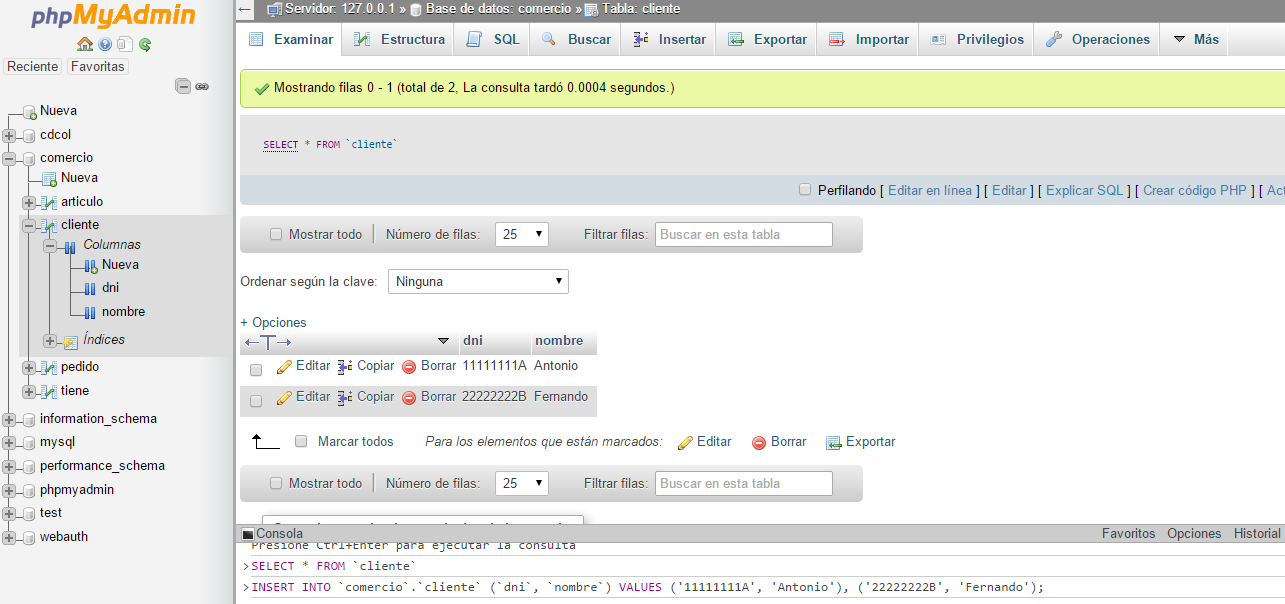 phpMyAdmin
Reciente Favoritas
Nueva
cdcol
comercio
Nueva
articulo
cliente
Columnas
Nueva
dni
nombre
Índices
pedido
tiene
information_schema
mysql
performance_schema
phpmyadmin
test
webauth
Servidor: 127.0.0.1 » Base de datos: comercio » Tabla: cliente
Examinar Estructura SQL Buscar Insertar Exportar Importar Privilegios Operaciones Más
Mostrando filas 0 - 1 (total de 2, La consulta tardó 0.0004 segundos.)
SELECT * FROM `cliente`
Perfilando [ Editar en línea ] [ Editar ] [ Explicar SQL ] [ Crear código PHP ] [ Act
Mostrar todo Número de filas: 25 Filtrar filas: Buscar en esta tabla
Ordenar según la clave: Ninguna
+ Opciones
←T→ dni nombre
Editar Copiar Borrar 11111111A Antonio
Editar Copiar Borrar 22222222B Fernando
Marcar todos Para los elementos que están marcados: Editar Borrar Exportar
Mostrar todo Número de filas: 25 Filtrar filas: Buscar en esta tabla
Consola Favoritos Opciones Historial
Presione Ctrl+Enter para ejecutar la consulta
>SELECT * FROM `cliente`
>INSERT INTO `comercio`.`cliente` (`dni`, `nombre`) VALUES ('11111111A', 'Antonio'), ('22222222B', 'Fernando');